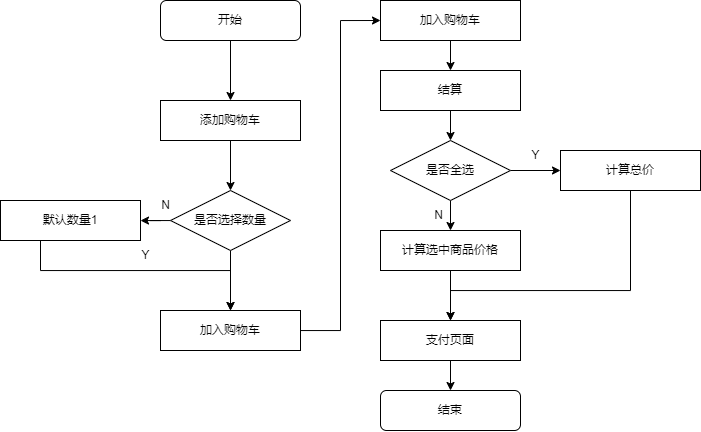 开始
添加购物车
是否选择数量
N
默认数量1
Y
加入购物车
加入购物车
结算
是否全选
Y
计算总价
N
计算选中商品价格
支付页面
结束